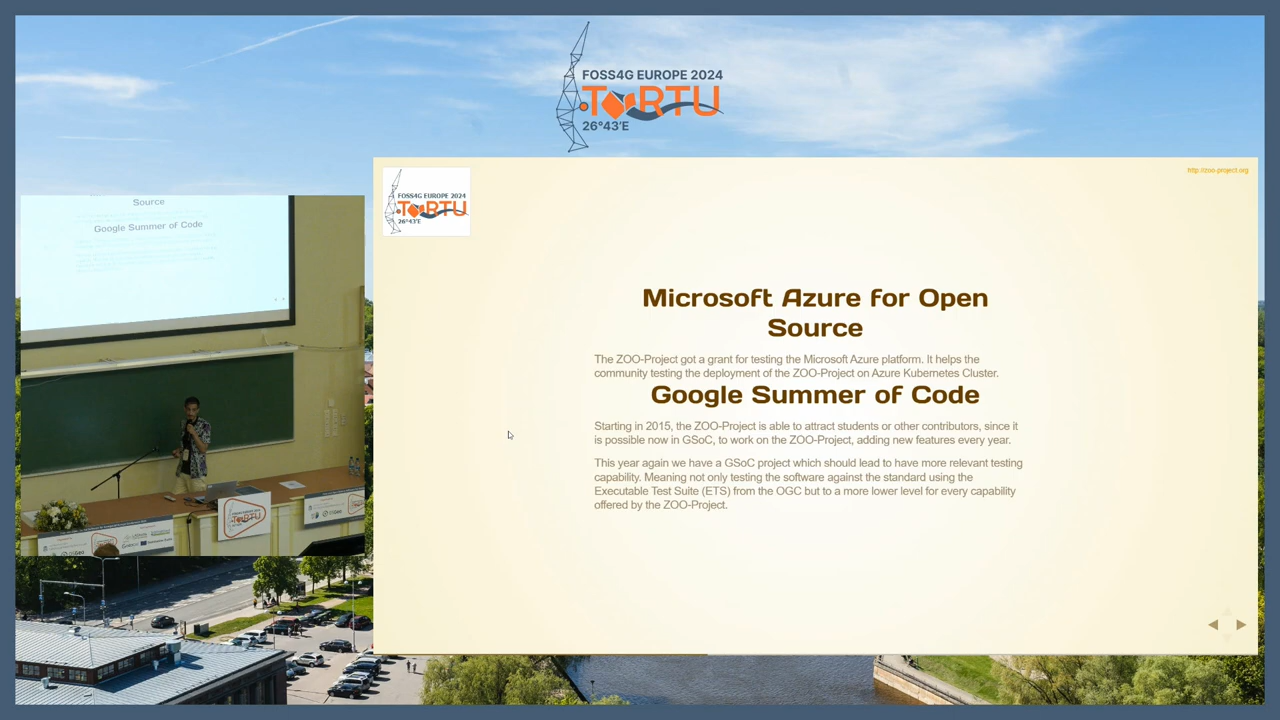 FOSS4G EUROPE 2024
TORTU
26°43'E
FOSS4G EUROPE 2024
TORTU
26°43'E
http://zoo-project.org
Source
Google Summer of Code
Microsoft Azure for Open
Source
The ZOO-Project got a grant for testing the Microsoft Azure platform. It helps the
community testing the deployment of the ZOO-Project on Azure Kubernetes Cluster.
Google Summer of Code
Starting in 2015, the ZOO-Project is able to attract students or other contributors, since it
is possible now in GSoC, to work on the ZOO-Project, adding new features every year.
This year again we have a GSoC project which should lead to have more relevant testing
capability. Meaning not only testing the software against the standard using the
Executable Test Suite (ETS) from the OGC but to a more lower level for every capability
offered by the ZOO-Project.
TORTU